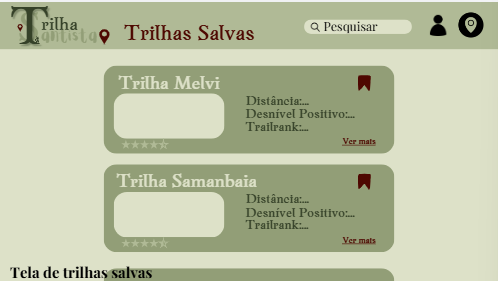 Trilha
Santista
Trilhas Salvas
Pesquisar
Trilha Melvi
Distância:...
Desnível Positivo:...
Trailrank:...
Ver mais
Trilha Samanbaia
Distância:...
Desnível Positivo:...
Trailrank:...
Ver mais
Tela de trilhas salvas